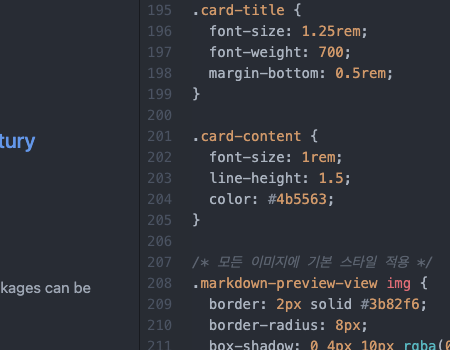 tury
kages can be
195 .card-title {
196 font-size: 1.25rem;
197 font-weight: 700;
198 margin-bottom: 0.5rem;
199 }
200
201 .card-content {
202 font-size: 1rem;
203 line-height: 1.5;
204 color: #4b5563;
205 }
206
207 /* 모든 이미지에 기본 스타일 적용 */
208 .markdown-preview-view img {
209 border: 2px solid #3b82f6;
210 border-radius: 8px;
211 box-shadow: 0 4px 10px rgba(0